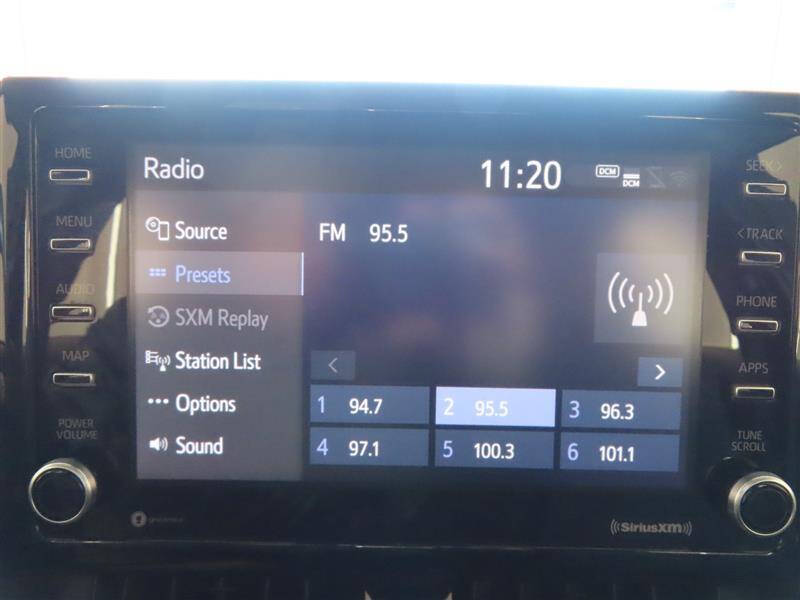 HOME
MENU
AUDIO
MAP
POWER
VOLUME
Radio
11:20
DCM
DCM
Source
Presets
SXM Replay
Station List
Options
Sound
FM 95.5
<
>
1 94.7
2 95.5
3 96.3
4 97.1
5 100.3
6 101.1
SEEK>
<TRACK
PHONE
APPS
TUNE
SCROLL
gracenote
((SiriusXM))